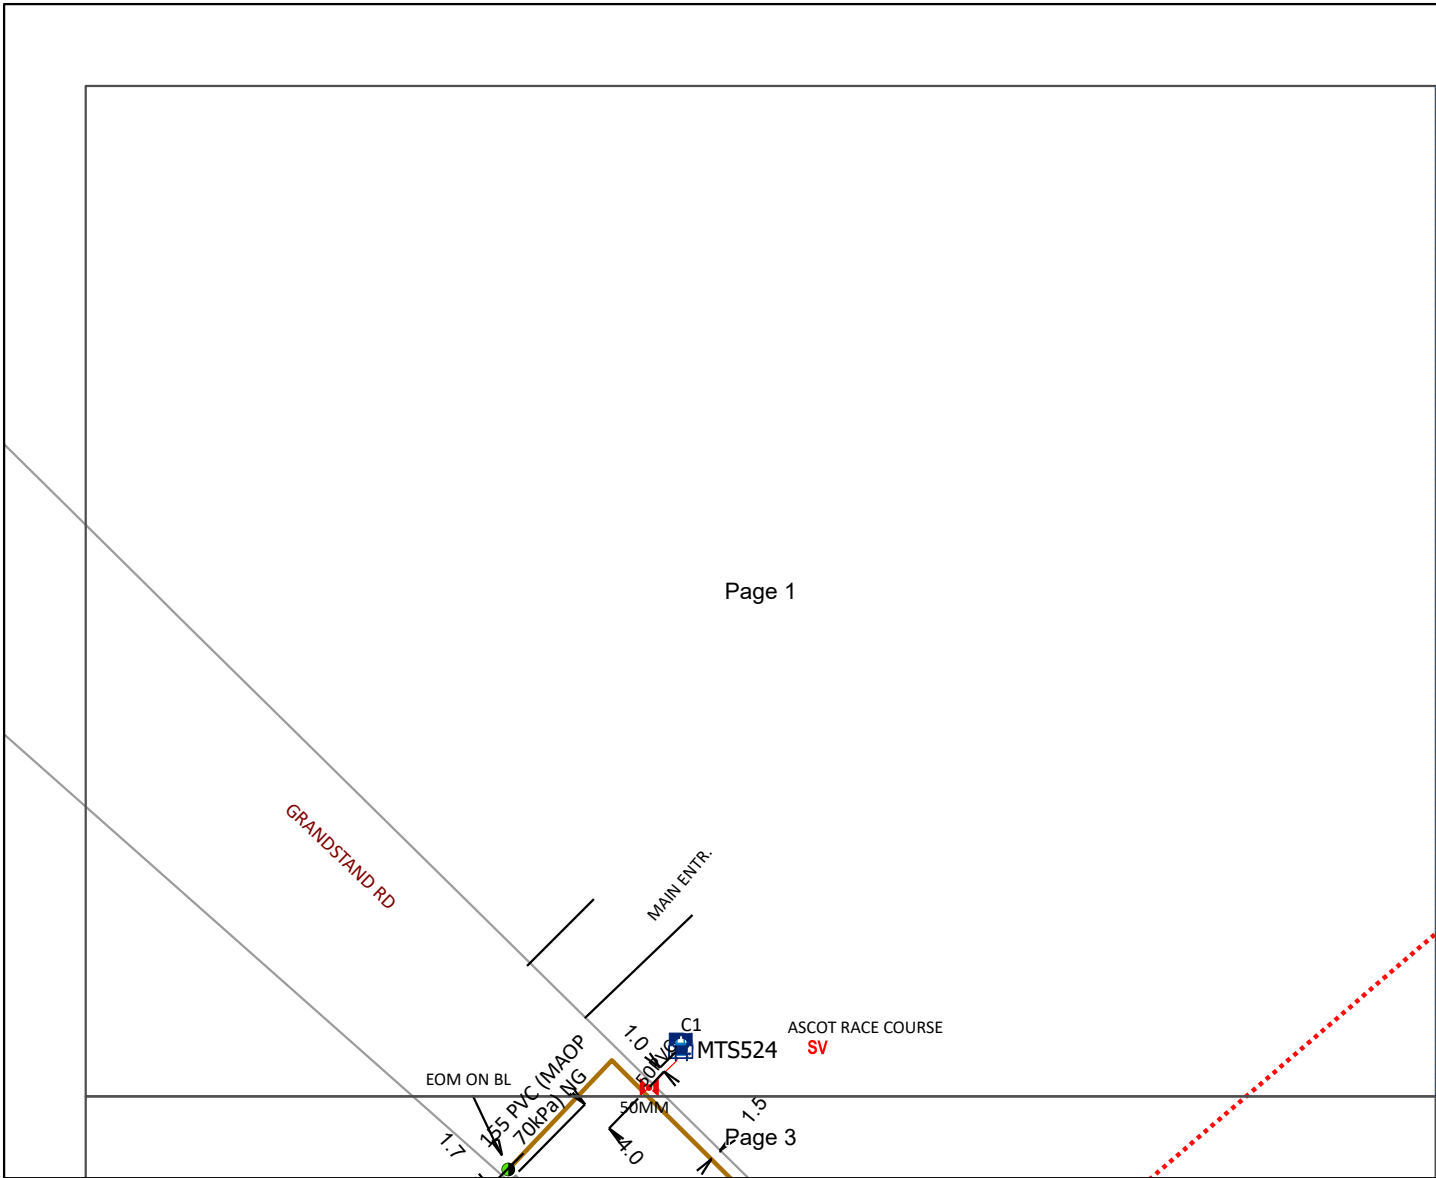 Page 1
GRANDSTAND RD
MAIN ENTR.
C1
ASCOT RACE COURSE
1.0
MTS524
SV
50PVC
155 PVC (MAOP
70kPa) NG
EOM ON BL
50MM
1.5
Page 3
1.7
4.0